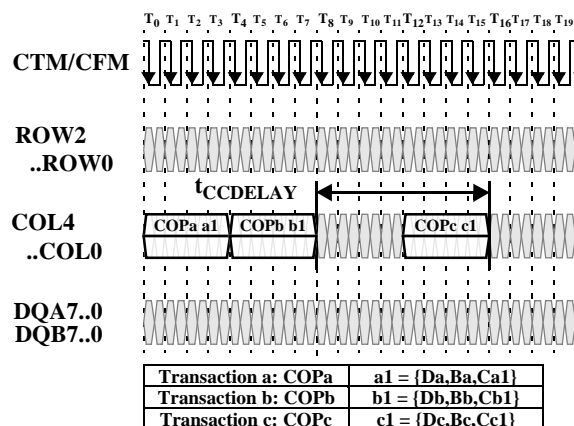 T0 T1 T2 T3 T4 T5 T6 T7 T8 T9 T10 T11 T12 T13 T14 T15 T16 T17 T18 T19
CTM/CFM
ROW2
..ROW0
tCCDELAY
COL4
..COL0
COPa a1 COPb b1 COPc c1
DQA7..0
DQB7..0
Transaction a: COPa a1 = {Da,Ba,Ca1}
Transaction b: COPb b1 = {Db,Bb,Cb1}
Transaction c: COPc c1 = {Dc,Bc,Cc1}